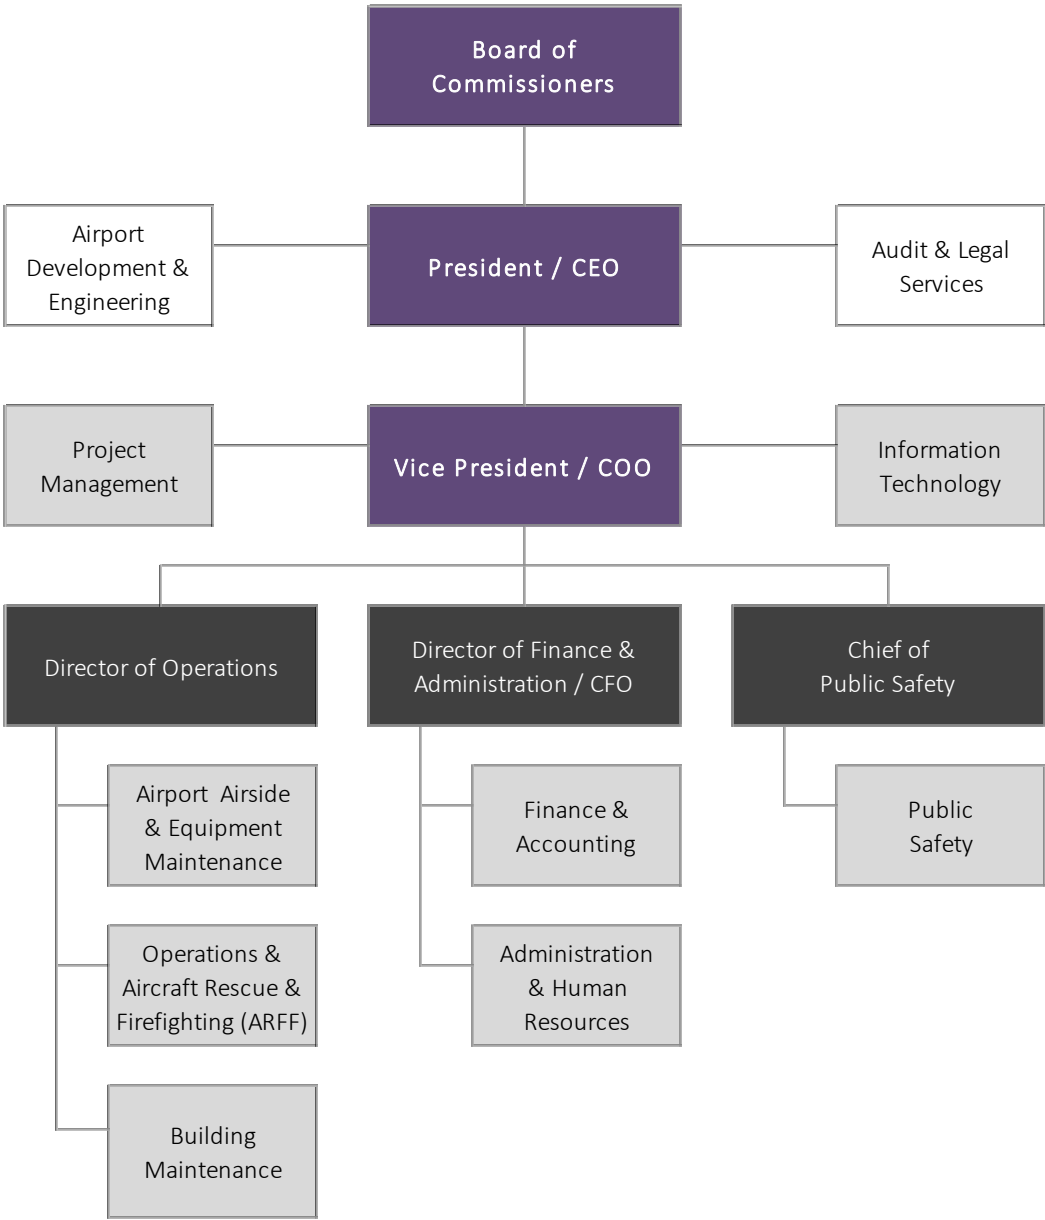 Board of
Commissioners
Airport
Development &
Engineering
President / CEO
Audit & Legal
Services
Project
Management
Vice President / COO
Information
Technology
Director of Operations
Director of Finance &
Administration / CFO
Chief of
Public Safety
Airport Airside
& Equipment
Maintenance
Finance &
Accounting
Public
Safety
Operations &
Aircraft Rescue &
Firefighting (ARFF)
Administration
& Human
Resources
Building
Maintenance